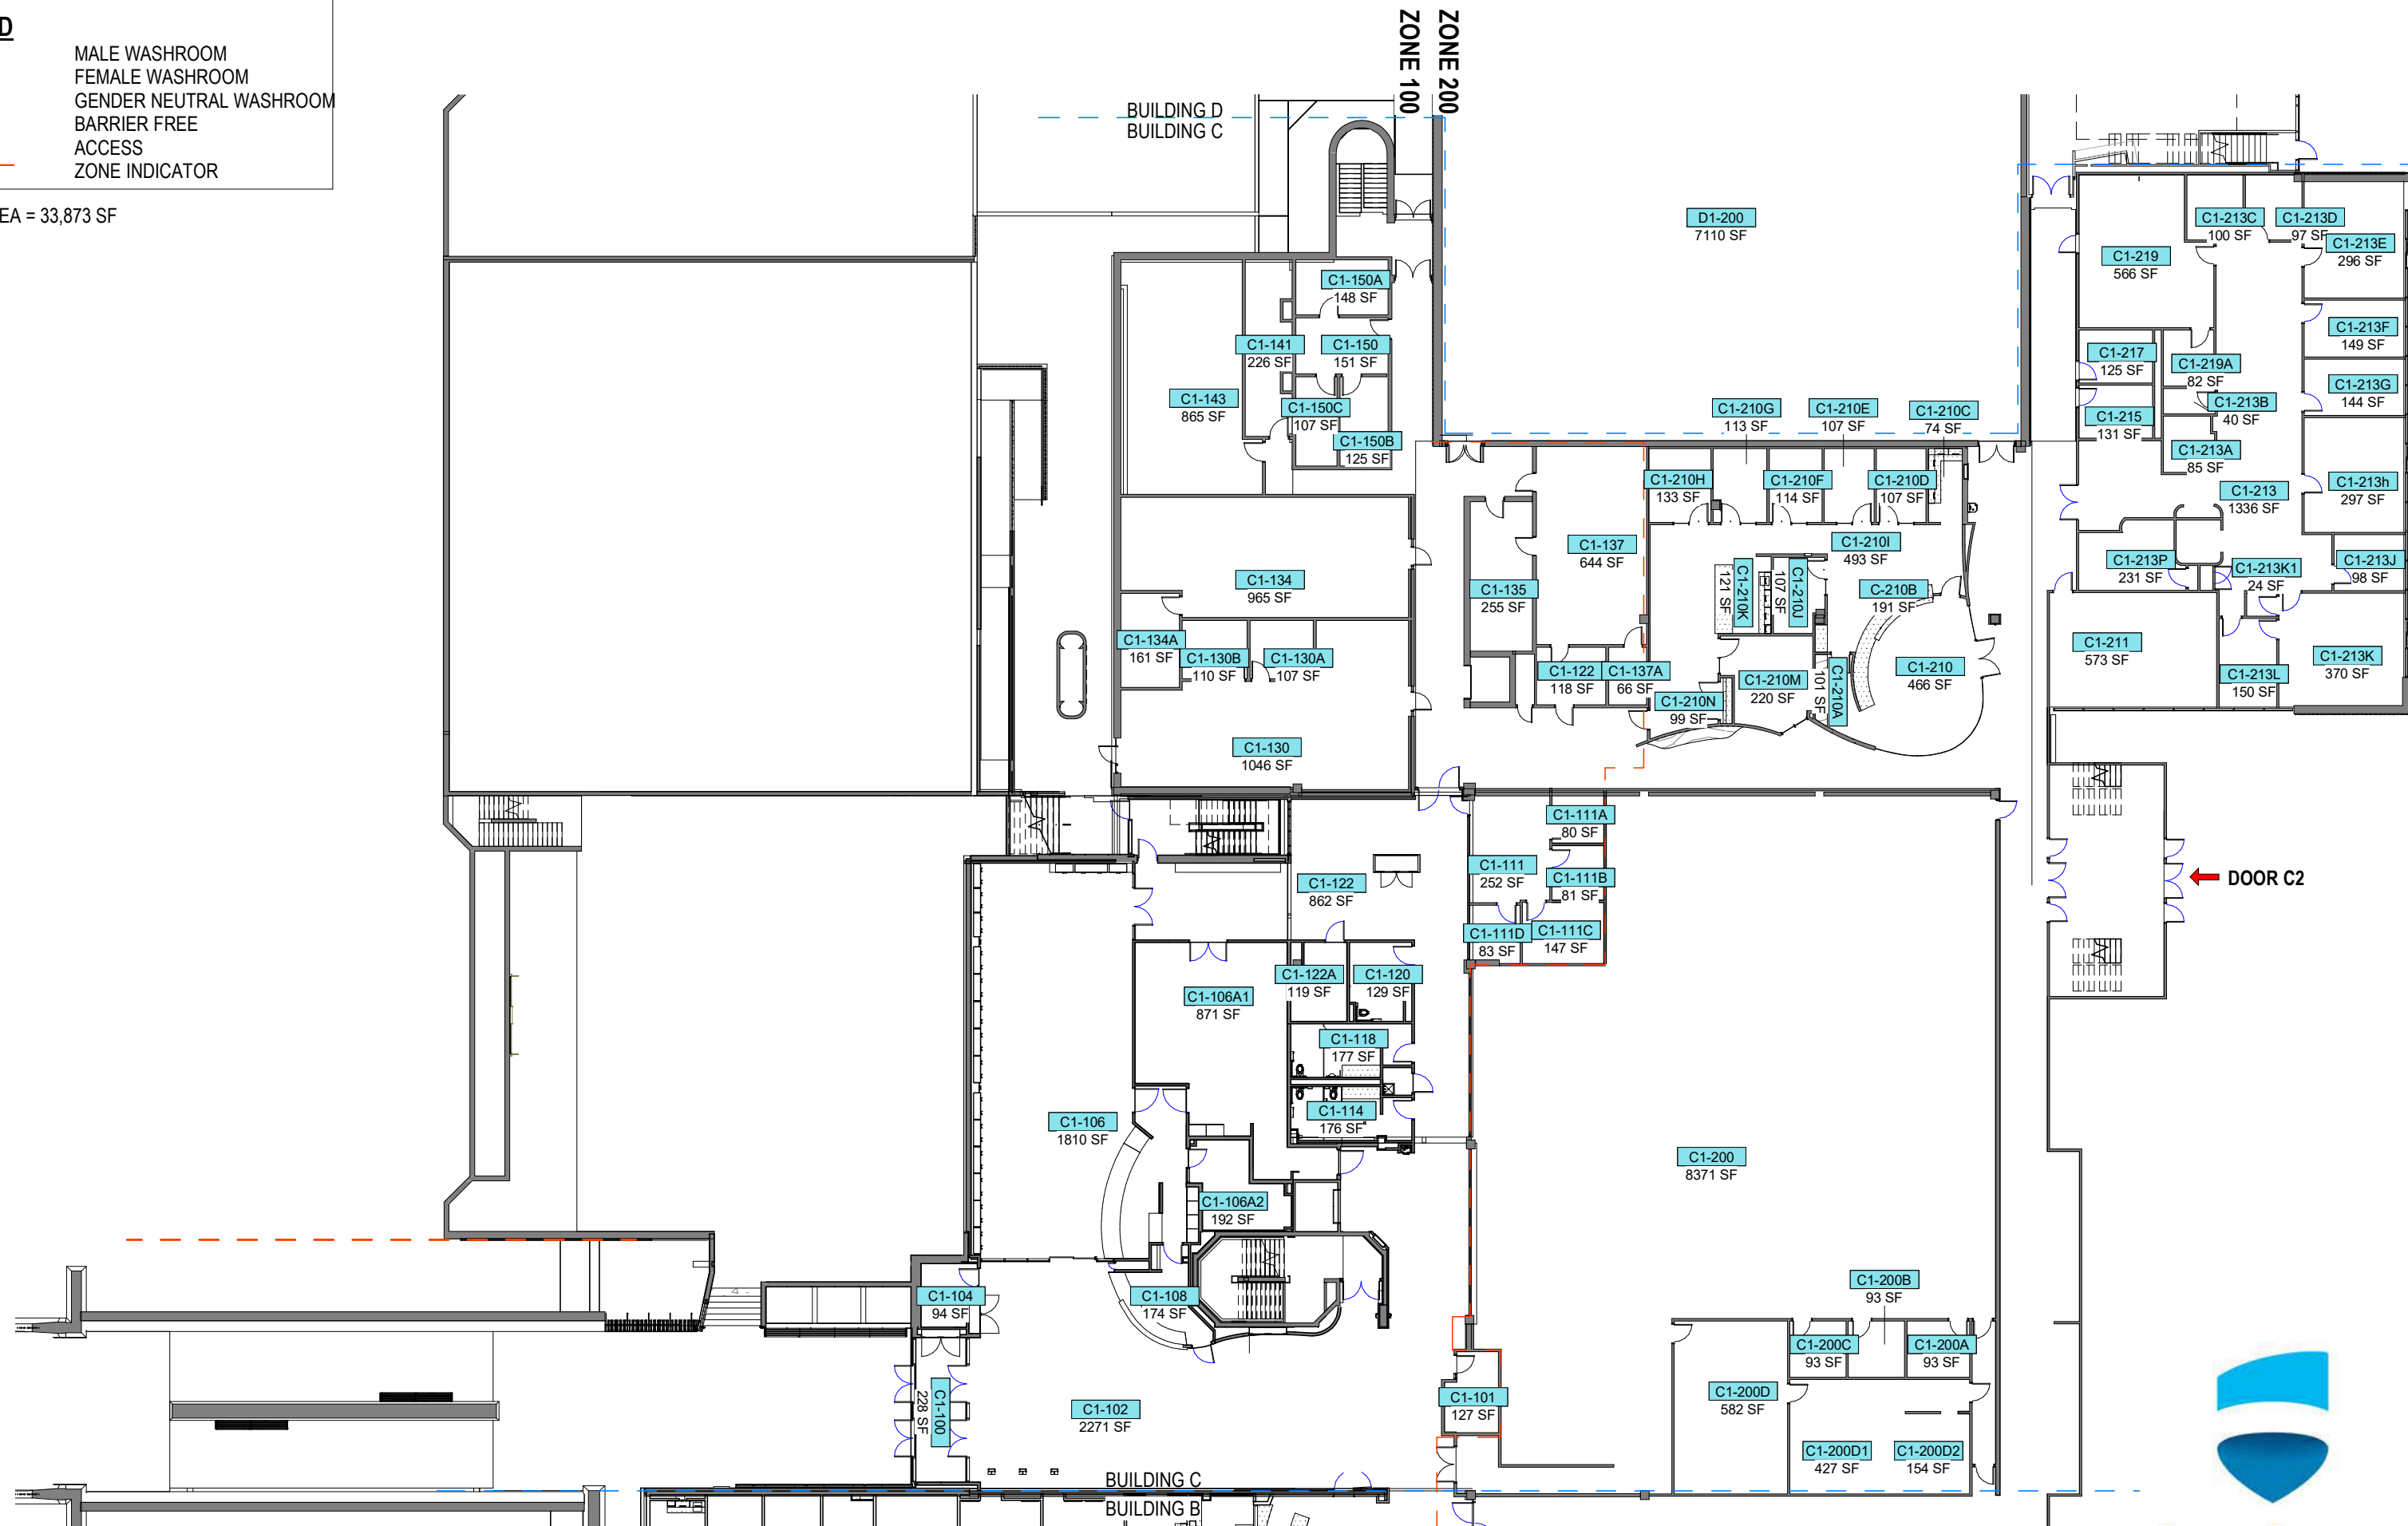 D
MALE WASHROOM
FEMALE WASHROOM
GENDER NEUTRAL WASHROOM
BARRIER FREE
ACCESS
ZONE INDICATOR
EA = 33,873 SF
ZONE 100
ZONE 200
BUILDING D
BUILDING C
D1-200
7110 SF
C1-213C
100 SF
C1-213D
97 SF
C1-213E
296 SF
C1-219
566 SF
C1-150A
148 SF
C1-141
226 SF
C1-150
151 SF
C1-213F
149 SF
C1-217
125 SF
C1-219A
82 SF
C1-213G
144 SF
C1-143
865 SF
C1-150C
107 SF
C1-150B
125 SF
C1-210G
113 SF
C1-210E
107 SF
C1-210C
74 SF
C1-213B
40 SF
C1-215
131 SF
C1-213A
85 SF
C1-210H
133 SF
C1-210F
114 SF
C1-210D
107 SF
C1-213h
297 SF
C1-213
1336 SF
C1-137
644 SF
C1-210I
493 SF
C1-213P
231 SF
C1-213K1
24 SF
C1-213J
98 SF
C1-134
965 SF
C1-135
255 SF
C1-210K
121 SF
C1-210J
107 SF
C-210B
191 SF
C1-134A
161 SF
C1-130B
110 SF
C1-130A
107 SF
C1-122
118 SF
C1-137A
66 SF
C1-210M
220 SF
C1-210A
101 SF
C1-210
466 SF
C1-211
573 SF
C1-213L
150 SF
C1-213K
370 SF
C1-210N
99 SF
C1-130
1046 SF
C1-111A
80 SF
C1-111
252 SF
C1-111B
81 SF
C1-122
862 SF
DOOR C2
C1-111D
83 SF
C1-111C
147 SF
C1-122A
119 SF
C1-120
129 SF
C1-106A1
871 SF
C1-118
177 SF
C1-114
176 SF
C1-106
1810 SF
C1-200
8371 SF
C1-106A2
192 SF
C1-104
94 SF
C1-108
174 SF
C1-200B
93 SF
C1-200C
93 SF
C1-200A
93 SF
C1-100
228 SF
C1-102
2271 SF
C1-101
127 SF
C1-200D
582 SF
C1-200D1
427 SF
C1-200D2
154 SF
BUILDING C
BUILDING B